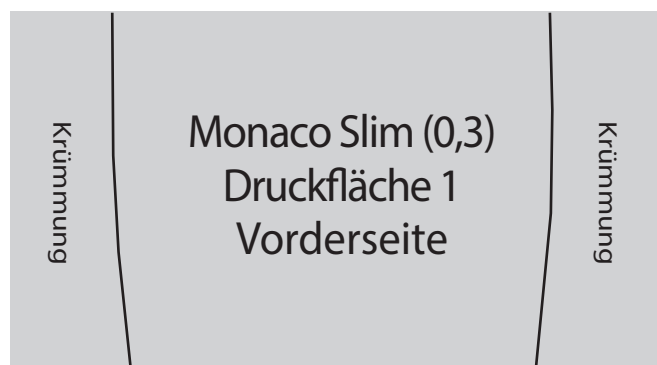 Krümmung
Monaco Slim (0,3)
Druckfläche 1
Vorderseite
Krümmung